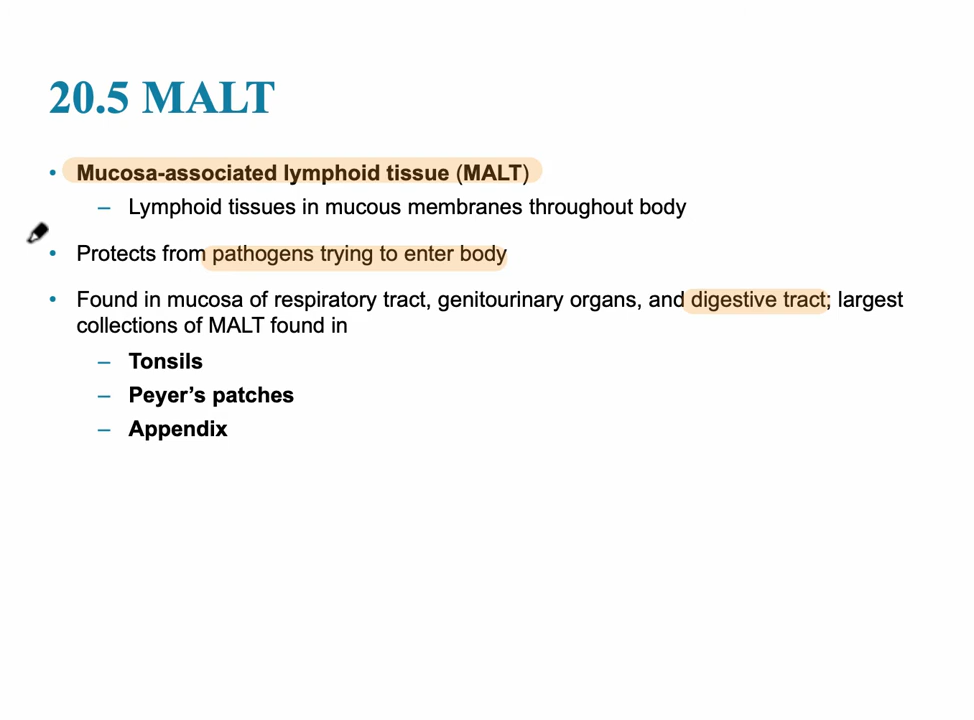 20.5 MALT
• Mucosa-associated lymphoid tissue (MALT)
– Lymphoid tissues in mucous membranes throughout body
• Protects from pathogens trying to enter body
• Found in mucosa of respiratory tract, genitourinary organs, and digestive tract; largest
collections of MALT found in
– Tonsils
– Peyer’s patches
– Appendix